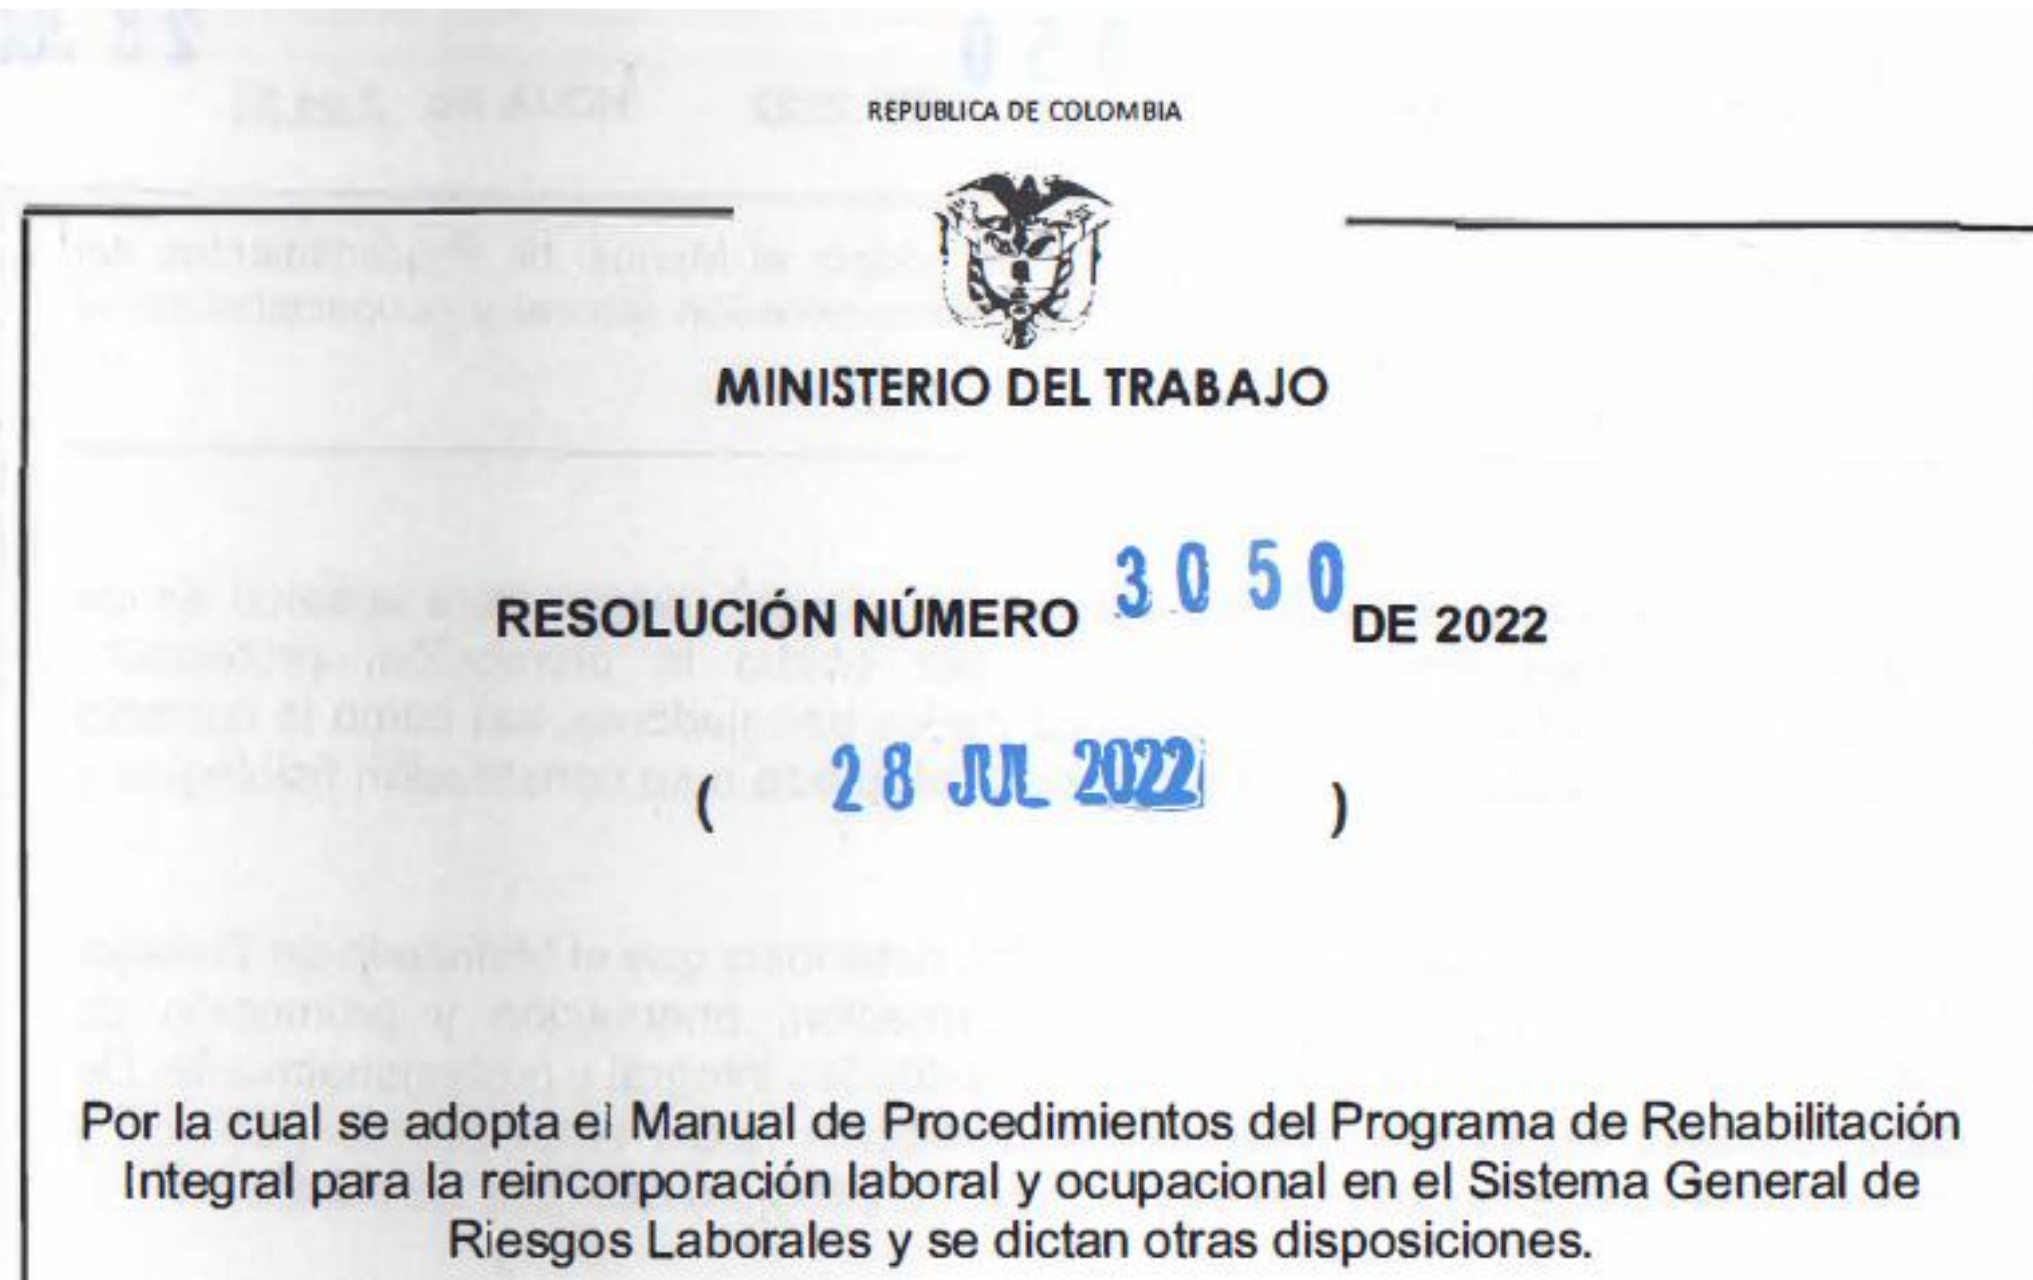 REPUBLICA DE COLOMBIA
MINISTERIO DEL TRABAJO
RESOLUCIÓN NÚMERO 3050 DE 2022
( 28 JUL 2022 )
Por la cual se adopta el Manual de Procedimientos del Programa de Rehabilitación
Integral para la reincorporación laboral y ocupacional en el Sistema General de
Riesgos Laborales y se dictan otras disposiciones.